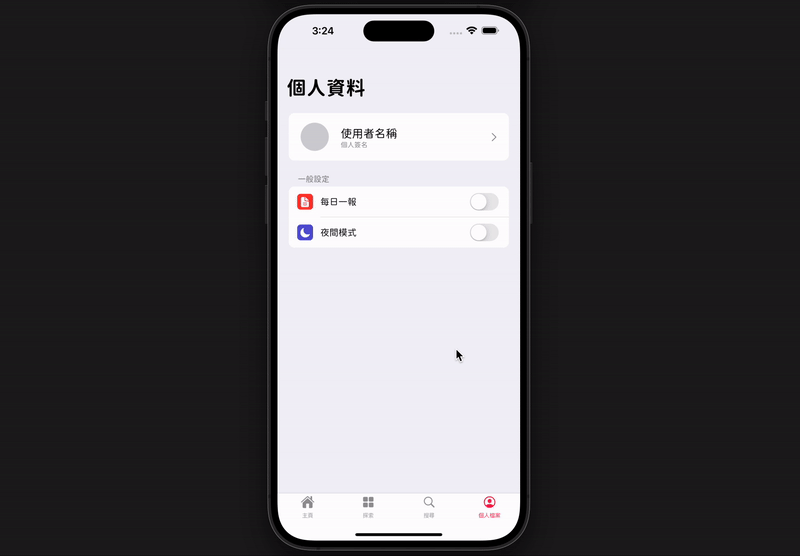 3:24
個人資料
使用者名稱
個人簽名
一般設定
每日一報
夜間模式
主頁
探索
搜尋
個人檔案